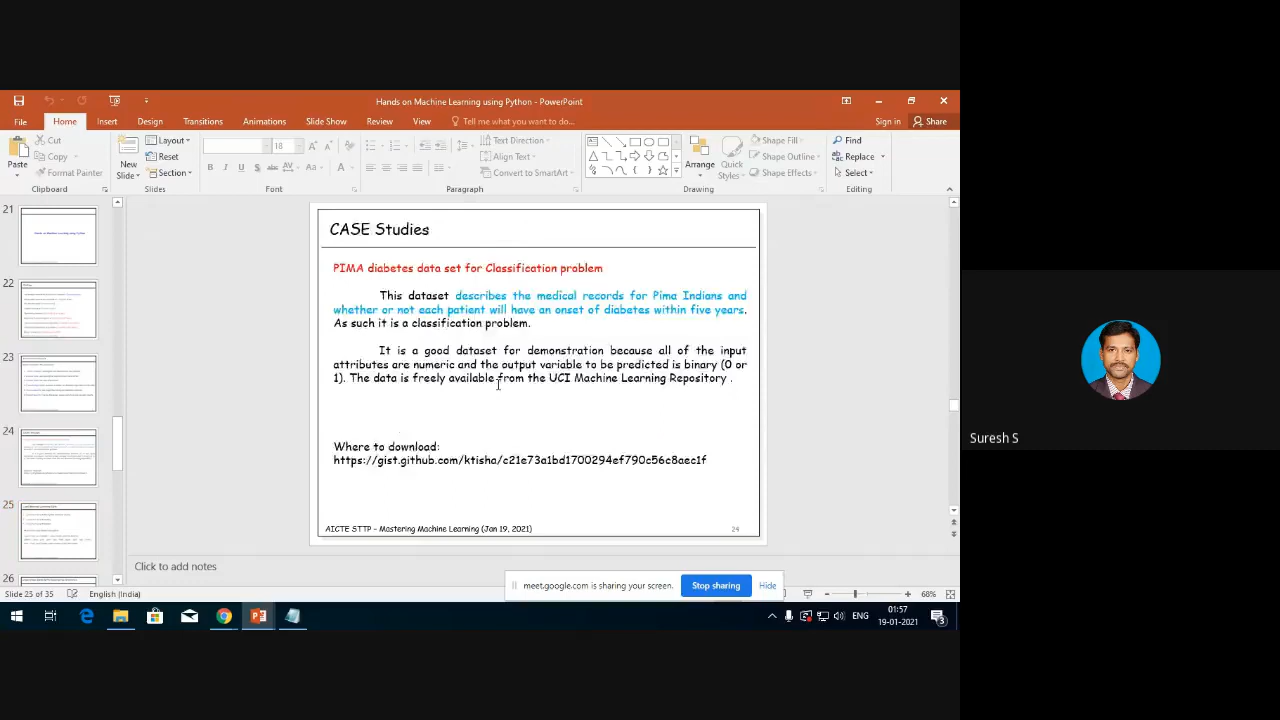 Hands on Machine Learning using Python - PowerPoint
File Home Insert Design Transitions Animations Slide Show Review View Tell me what you want to do... Sign in Share
Cut
Copy
Format Painter
Paste
Clipboard
New
Slide
Layout
Reset
Section
Slides
18
Font
Text Direction
Align Text
Convert to SmartArt
Paragraph
Arrange
Quick
Styles
Shape Fill
Shape Outline
Shape Effects
Drawing
Find
Replace
Select
Editing
21
22
23
24
25
26
CASE Studies
PIMA diabetes data set for Classification problem
This dataset describes the medical records for Pima Indians and
whether or not each patient will have an onset of diabetes within five years.
As such it is a classification problem.
It is a good dataset for demonstration because all of the input
attributes are numeric and the output variable to be predicted is binary (0 or
1). The data is freely available from the UCI Machine Learning Repository .
Where to download:
https://gist.github.com/ktisha/c21e73a1bd1700294ef790c56c8aec1f
AICTE STTP - Mastering Machine Learning (Jan 19, 2021)
24
Click to add notes
meet.google.com is sharing your screen. Stop sharing Hide
Slide 25 of 35 English (India)
68%
ENG
01:57
19-01-2021
3
Suresh S